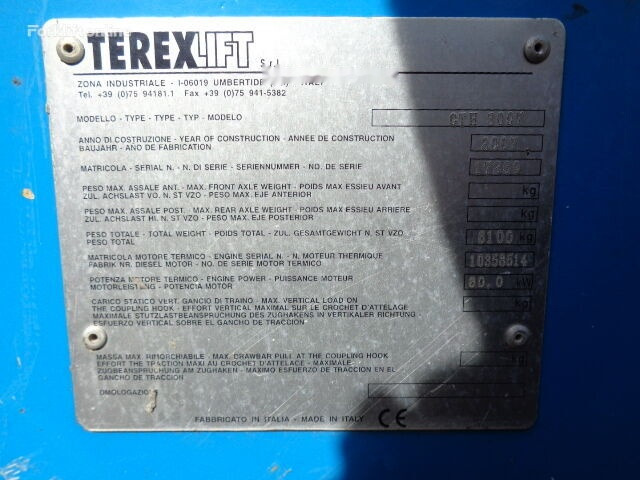 TEREXLIFT S.r.l.
ZONA INDUSTRIALE - I-06019 UMBERTIDE ITALY
Tel. +39 (0)75 94181.1 Fax +39 (0)75 941-5382
MODELLO - TYPE - TYPE - TYP - MODELO GTH
ANNO DI COSTRUZIONE - YEAR OF CONSTRUCTION - ANNEE DE CONSTRUCTION
BAUJAHR - ANO DE FABRICATION 2007
MATRICOLA - SERIAL N. - N. DI SERIE - SERIENNUMMER - NO. DE SERIE
PESO MAX. ASSALE ANT. - MAX. FRONT AXLE WEIGHT - POIDS MAX ESSIEU AVANT
ZUL. ACHSLAST VO. N. ST VZO - PESO MAX. EJE ANTERIOR kg
PESO MAX. ASSALE POST. - MAX. REAR AXLE WEIGHT - POIDS MAX ESSIEU ARRIERE
ZUL. ACHSLAST HI. N. ST VZO - PESO MAX. EJE POSTERIOR kg
PESO TOTALE - TOTAL WEIGHT - POIDS TOTAL - ZUL. GESAMTGEWICHT N. ST VZO
PESO TOTAL kg
MATRICOLA MOTORE TERMICO - ENGINE SERIAL N. - N. MOTEUR THERMIQUE
FABRIK NR. DIESEL MOTOR - NO. DE SERIE MOTOR TERMICO 10358514
POTENZA MOTORE TERMICO - ENGINE POWER - PUISSANCE MOTEUR
MOTORLEISTUNG - POTENCIA MOTOR kW
CARICO STATICO VERT. GANCIO DI TRAINO - MAX. VERTICAL LOAD ON
THE COUPLING HOOK - EFFORT VERTICAL MAXIMAL SUR LE CROCHET D'ATTELAGE
MAXIMALE STUTZLASTBEANSPRUCHUNG DES ZUGHAKENS IN VERTIKALER RICHTUNG
ESFUERZO VERTICAL SOBRE EL GANCHO DE TRACCION kg
MASSA MAX. RIMORCHIABILE - MAX. DRAWBAR PULL AT THE COUPLING HOOK
EFFORT THE TRACTION MAXI AU CROCHET D'ATTELAGE - MAXIMALE
ZUGBEANSPRUCHUNG AM ZUGHAKEN - MAXIMO ESFUERZO DE TRACCION EN EL
GANCHO DE TRACCION kg
OMOLOGAZIONE
FABBRICATO IN ITALIA - MADE IN ITALY CE